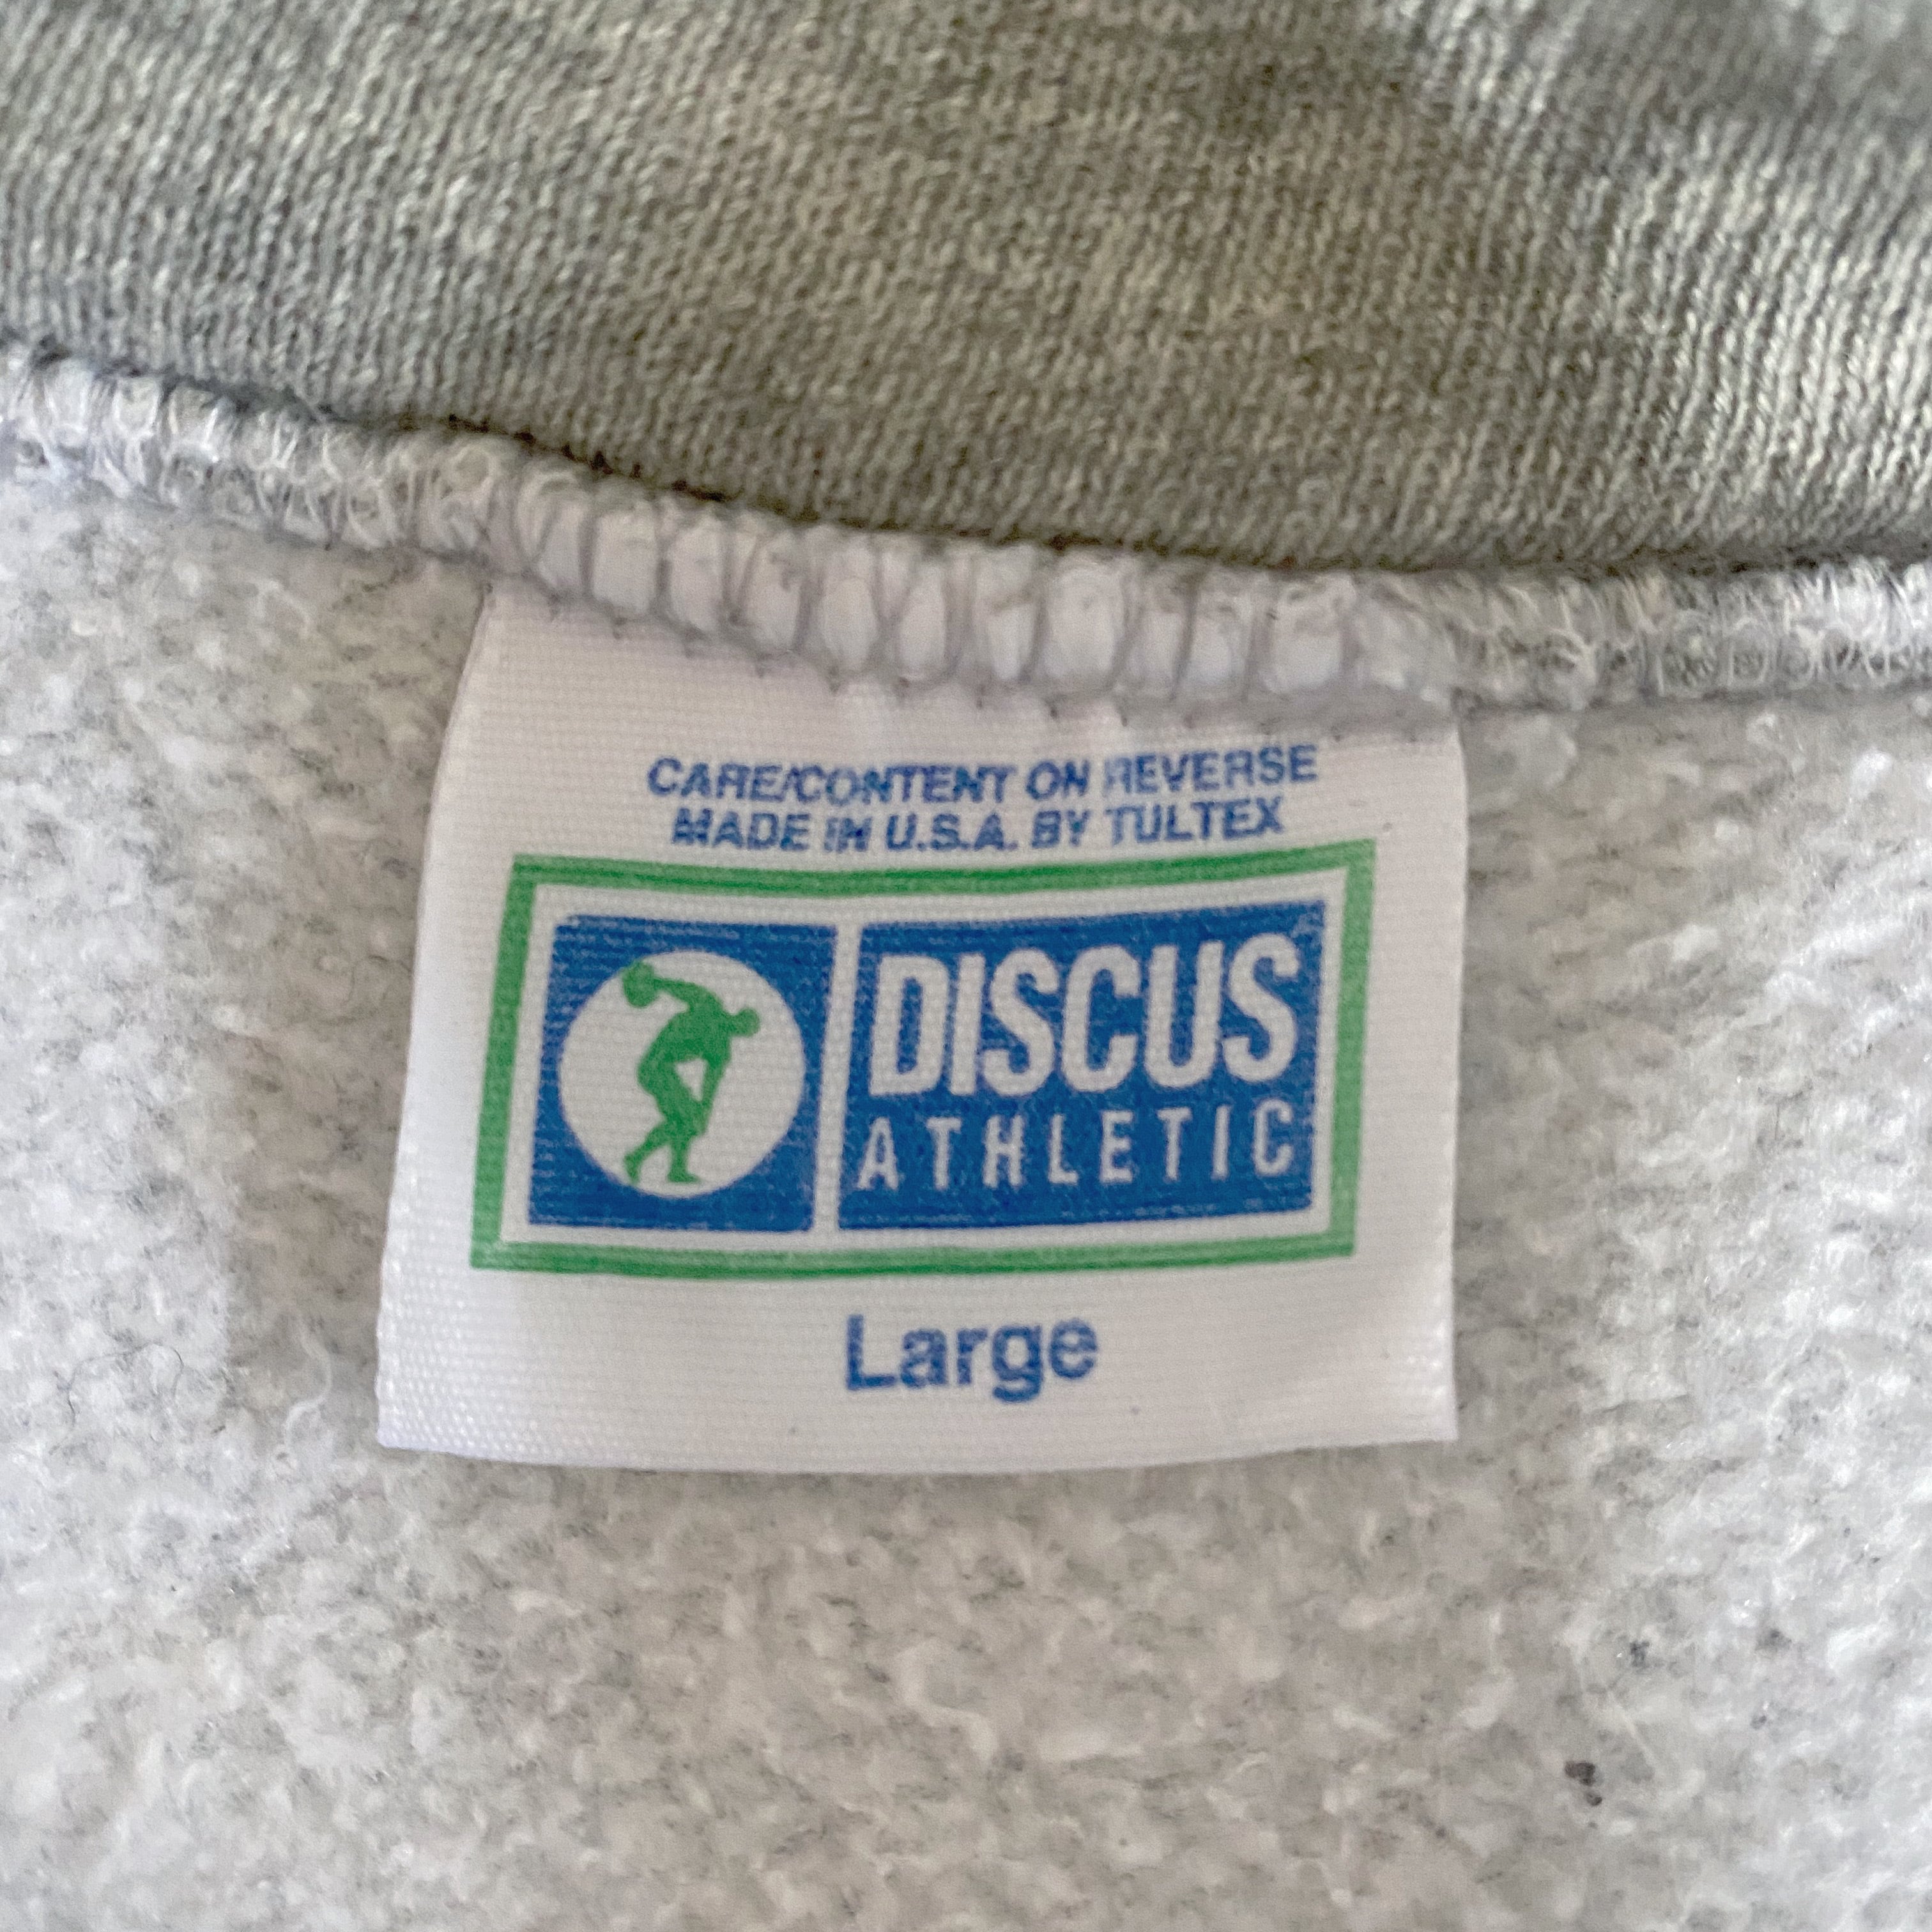 CARE/CONTENT ON REVERSE
MADE IN U.S.A. BY TULTEX
DISCUS
ATHLETIC
Large